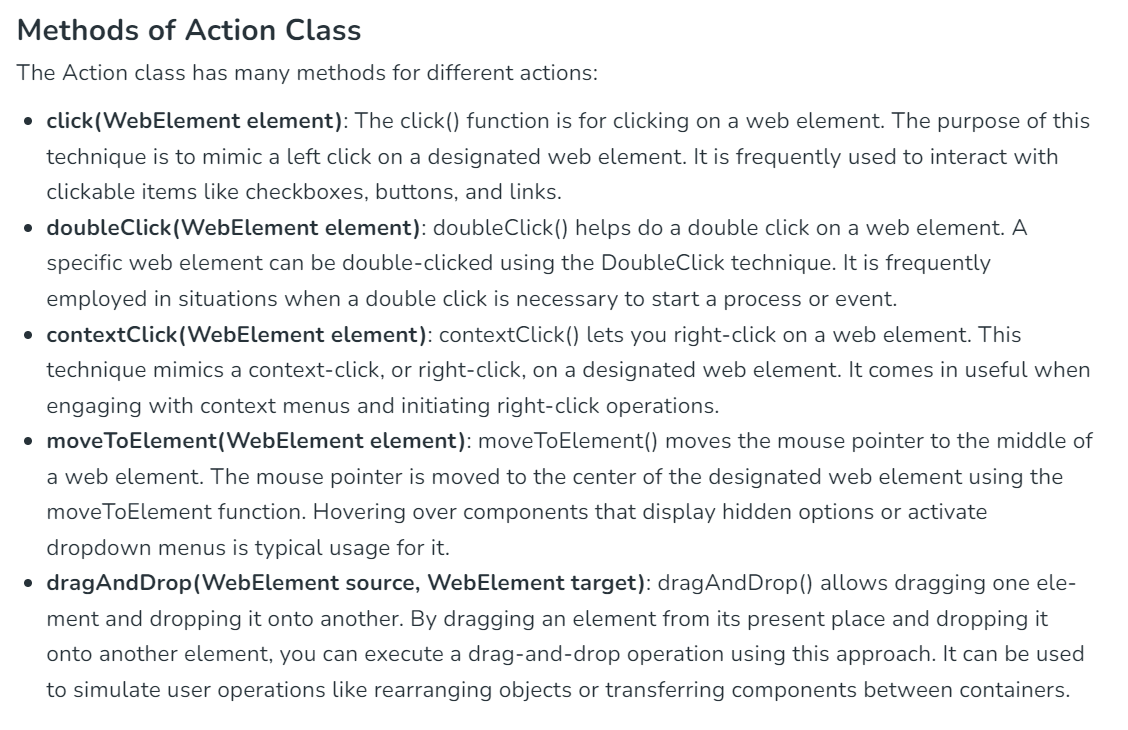 Methods of Action Class
The Action class has many methods for different actions:
• click(WebElement element): The click() function is for clicking on a web element. The purpose of this
technique is to mimic a left click on a designated web element. It is frequently used to interact with
clickable items like checkboxes, buttons, and links.
• doubleClick(WebElement element): doubleClick() helps do a double click on a web element. A
specific web element can be double-clicked using the DoubleClick technique. It is frequently
employed in situations when a double click is necessary to start a process or event.
• contextClick(WebElement element): contextClick() lets you right-click on a web element. This
technique mimics a context-click, or right-click, on a designated web element. It comes in useful when
engaging with context menus and initiating right-click operations.
• moveToElement(WebElement element): moveToElement() moves the mouse pointer to the middle of
a web element. The mouse pointer is moved to the center of the designated web element using the
moveToElement function. Hovering over components that display hidden options or activate
dropdown menus is typical usage for it.
• dragAndDrop(WebElement source, WebElement target): dragAndDrop() allows dragging one ele-
ment and dropping it onto another. By dragging an element from its present place and dropping it
onto another element, you can execute a drag-and-drop operation using this approach. It can be used
to simulate user operations like rearranging objects or transferring components between containers.